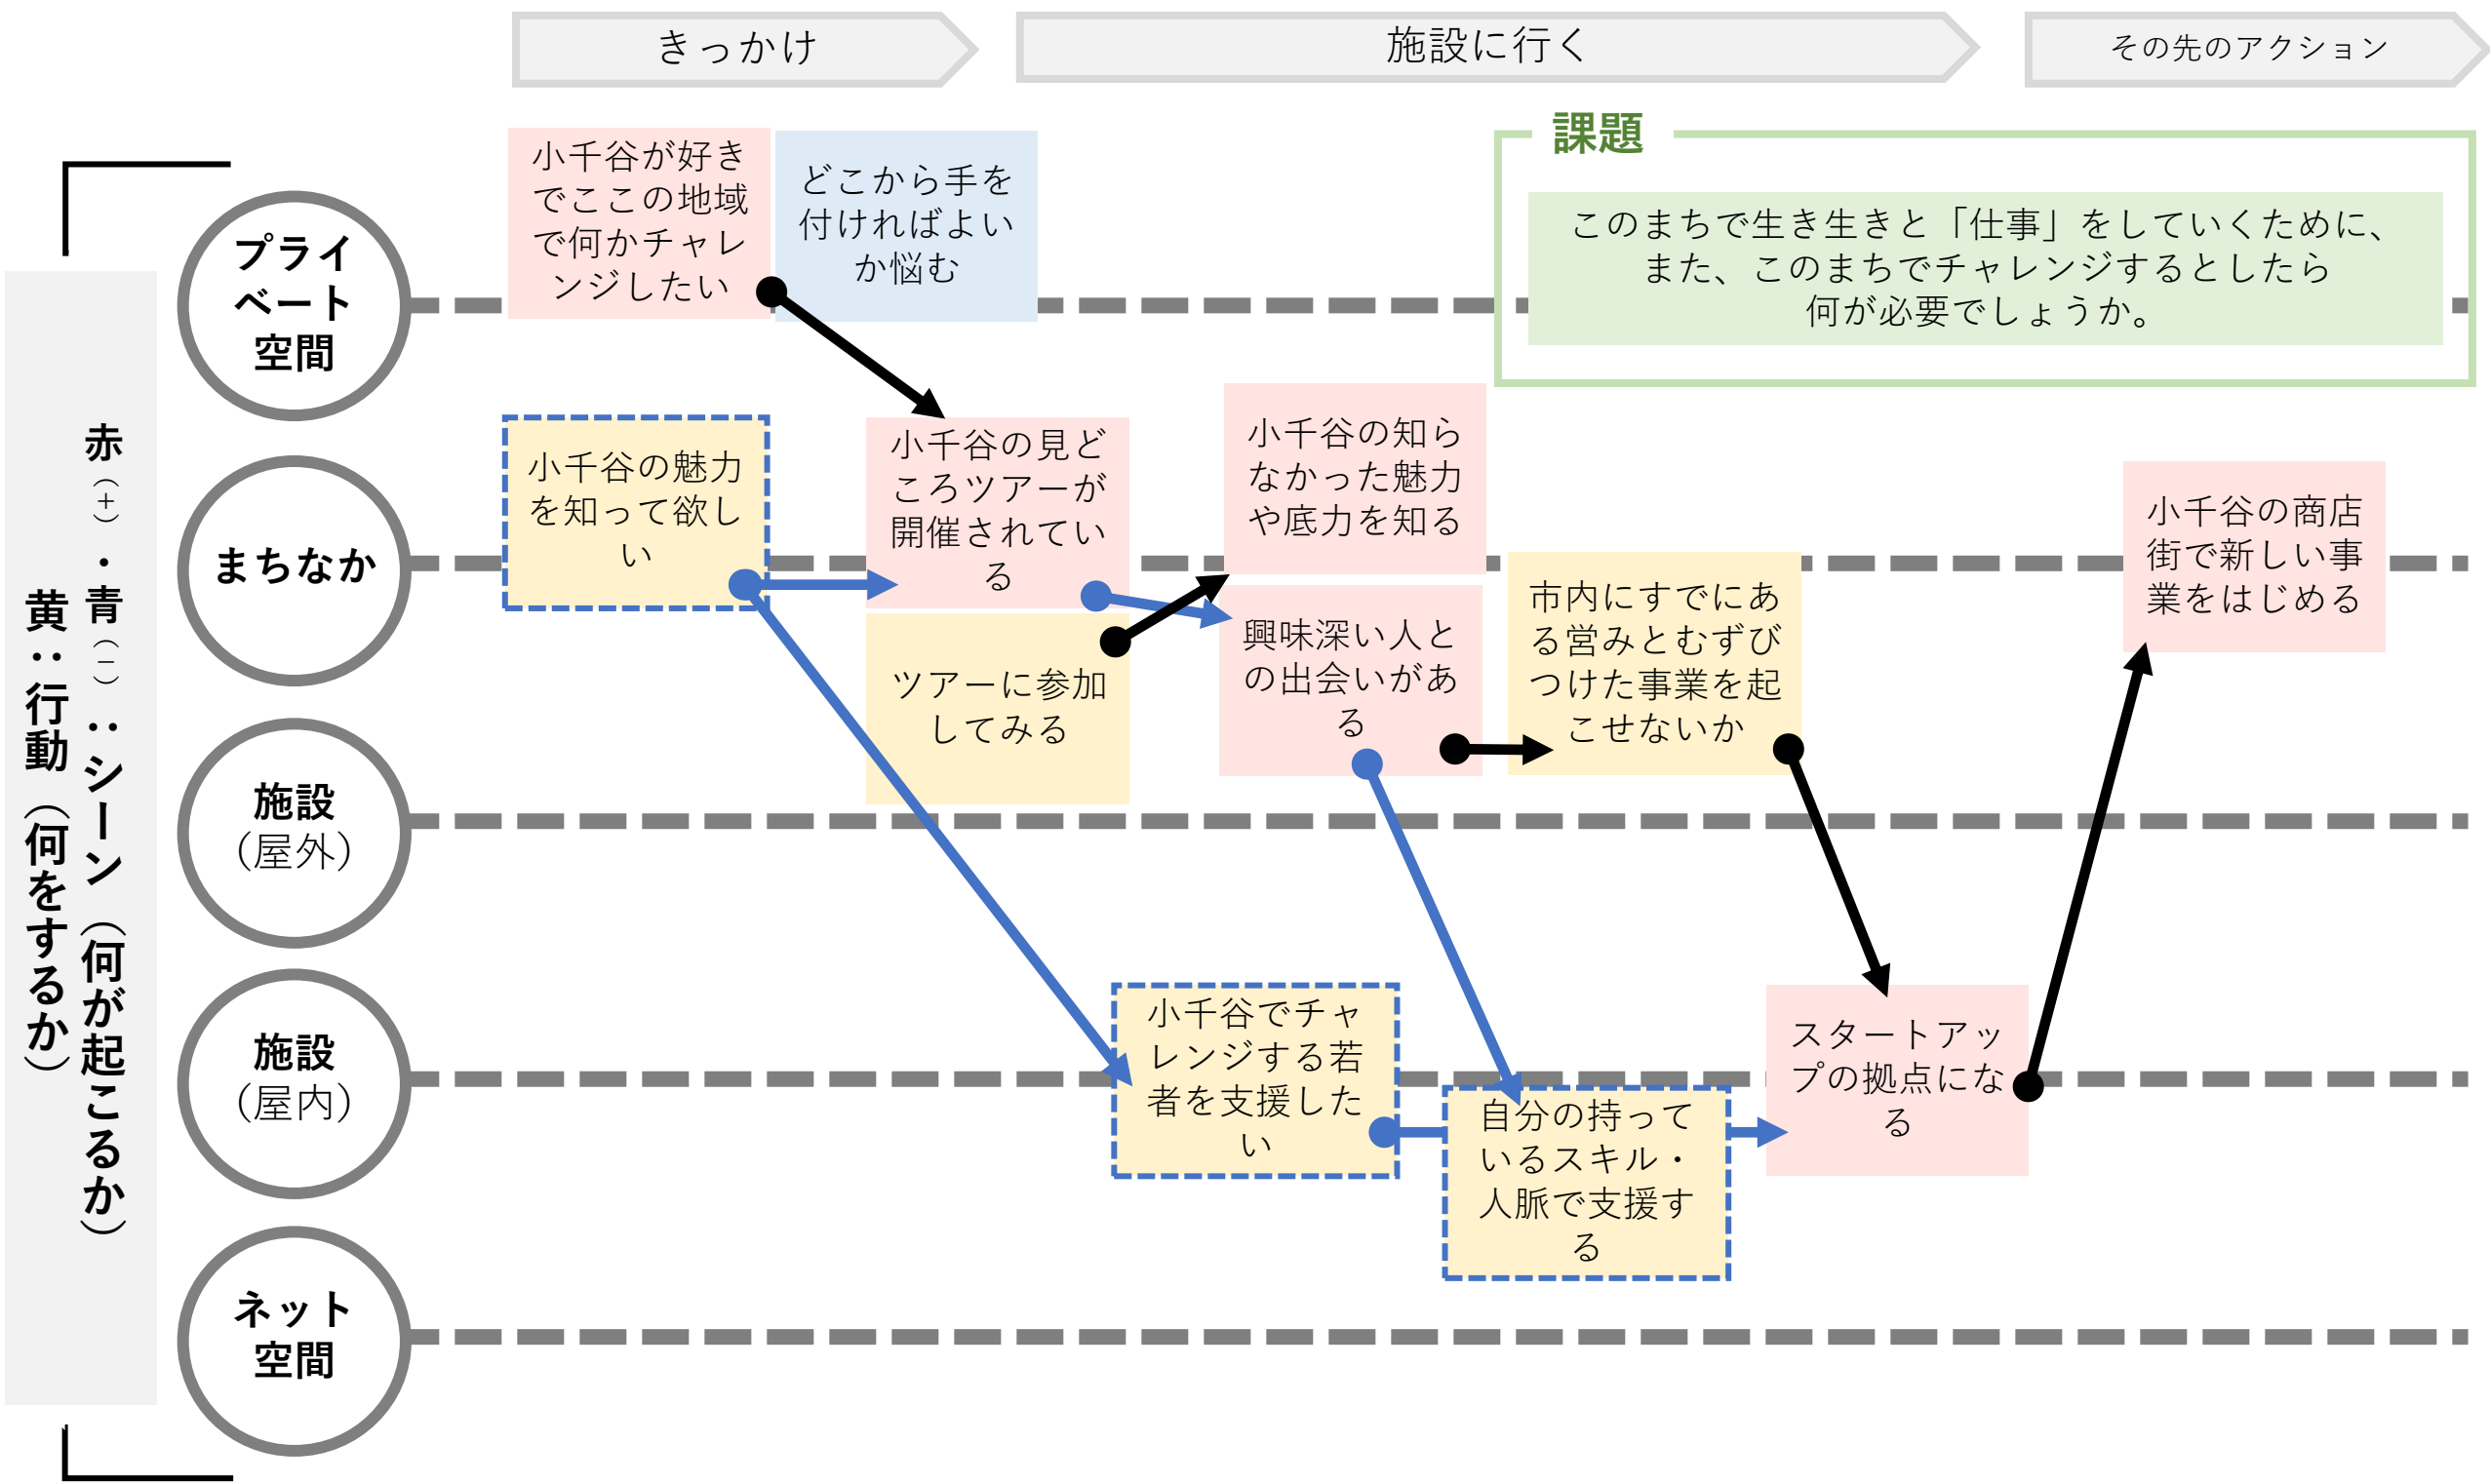 きっかけ
施設に行く
その先のアクション
赤（＋）・青（－）：シーン（何が起こるか）
黄：行動（何をするか）
プライ
ベート
空間
まちなか
施設
（屋外）
施設
（屋内）
ネット
空間
小千谷が好き
でここの地域
で何かチャレ
ンジしたい
どこから手を
付ければよい
か悩む
課題
このまちで生き生きと「仕事」をしていくために、
また、このまちでチャレンジするとしたら
何が必要でしょうか。
小千谷の魅力
を知って欲し
い
小千谷の見ど
ころツアーが
開催されてい
る
ツアーに参加
してみる
小千谷の知ら
なかった魅力
や底力を知る
興味深い人と
の出会いがあ
る
市内にすでにあ
る営みとむずび
つけた事業を起
こせないか
小千谷の商店
街で新しい事
業をはじめる
小千谷でチャ
レンジする若
者を支援した
い
自分の持って
いるスキル・
人脈で支援す
る
スタートアッ
プの拠点にな
る